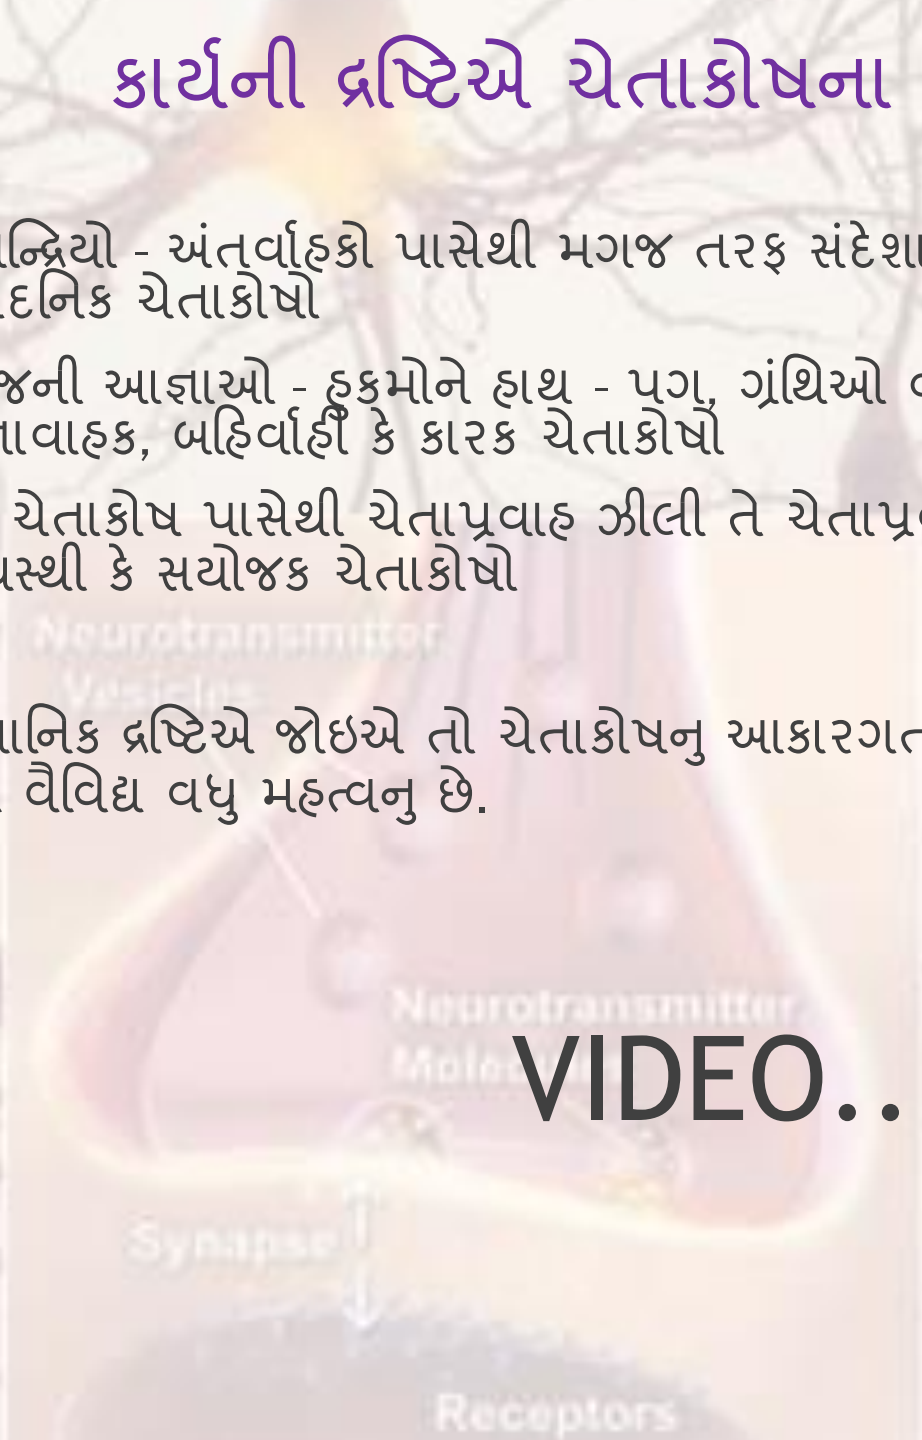 કાર્યની દ્રષ્ટિએ ચેતાકોષના
ન્દ્રિયો - અંતર્વાહકો પાસેથી મગજ તરફ સંદેશા
દનિક ચેતાકોષો
જની આજ્ઞાઓ - હુકમોને હાથ - પગ, ગ્રંથિઓ
ાવાહક, બહિર્વાહી કે કારક ચેતાકોષો
ચેતાકોષ પાસેથી ચેતાપ્રવાહ ઝીલી તે ચેતાપ્ર
સ્થી કે સયોજક ચેતાકોષો
Neurotransmitter
Vesicles
ાનિક દ્રષ્ટિએ જોઇએ તો ચેતાકોષનુ આકારગત
વૈવિદ્ય વધુ મહત્વનુ છે.
Neurotransmitter
Molecules
VIDEO..
Synapse
Receptors